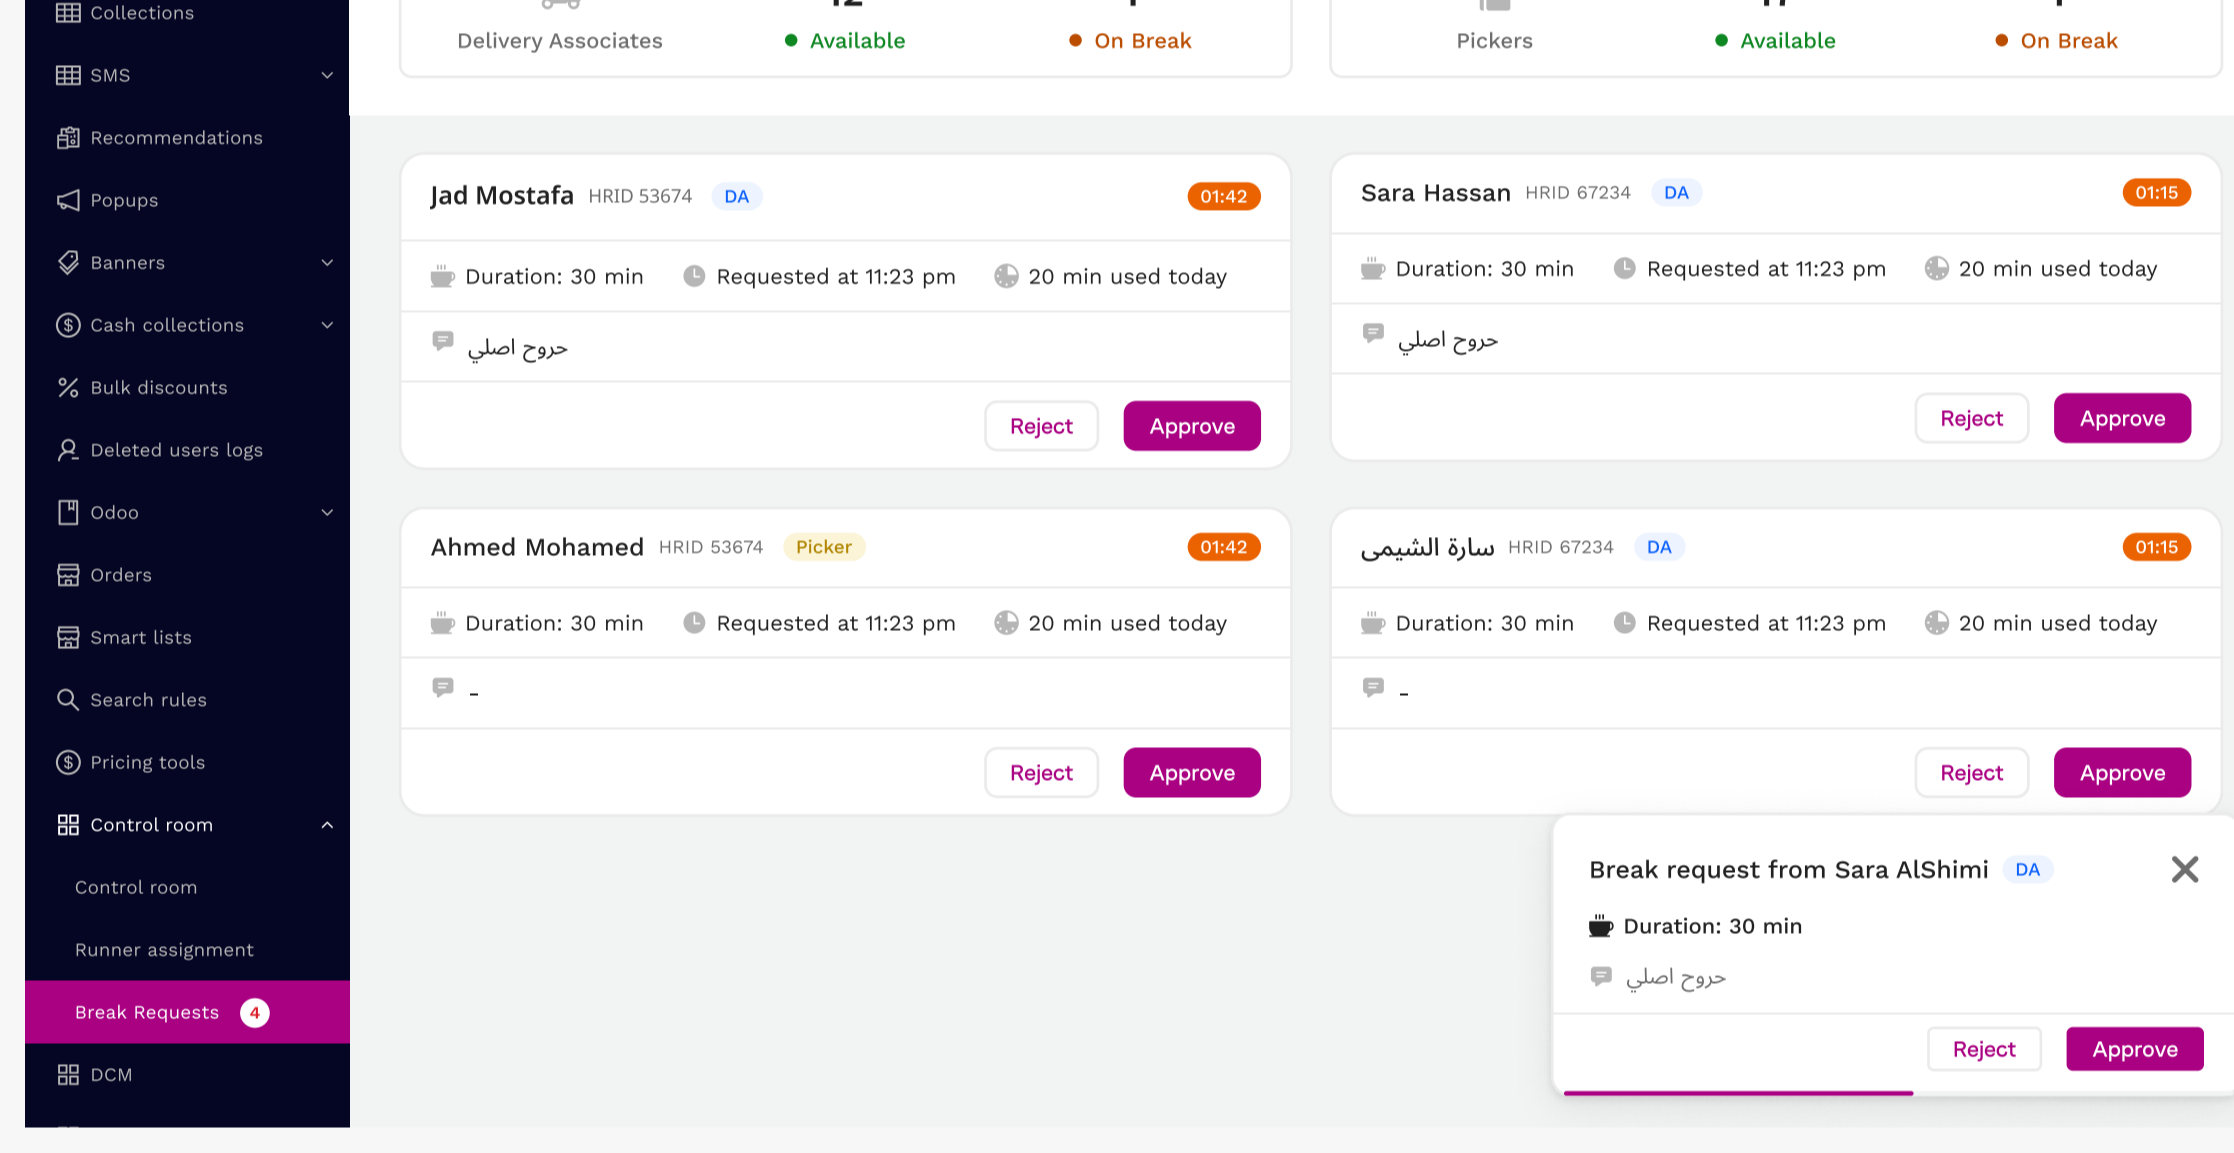 Collections
SMS
Recommendations
Popups
Banners
Cash collections
Bulk discounts
Deleted users logs
Odoo
Orders
Smart lists
Search rules
Pricing tools
Control room
Control room
Runner assignment
Break Requests 4
DCM
Delivery Associates
Available
On Break
Pickers
Available
On Break
Jad Mostafa HRID 53674 DA 01:42
Duration: 30 min Requested at 11:23 pm 20 min used today
حروح اصلي
Reject Approve
Sara Hassan HRID 67234 DA 01:15
Duration: 30 min Requested at 11:23 pm 20 min used today
حروح اصلي
Reject Approve
Ahmed Mohamed HRID 53674 Picker 01:42
Duration: 30 min Requested at 11:23 pm 20 min used today
-
Reject Approve
سارة الشيمى HRID 67234 DA 01:15
Duration: 30 min Requested at 11:23 pm 20 min used today
-
Reject Approve
Break request from Sara AlShimi DA
Duration: 30 min
حروح اصلي
Reject Approve